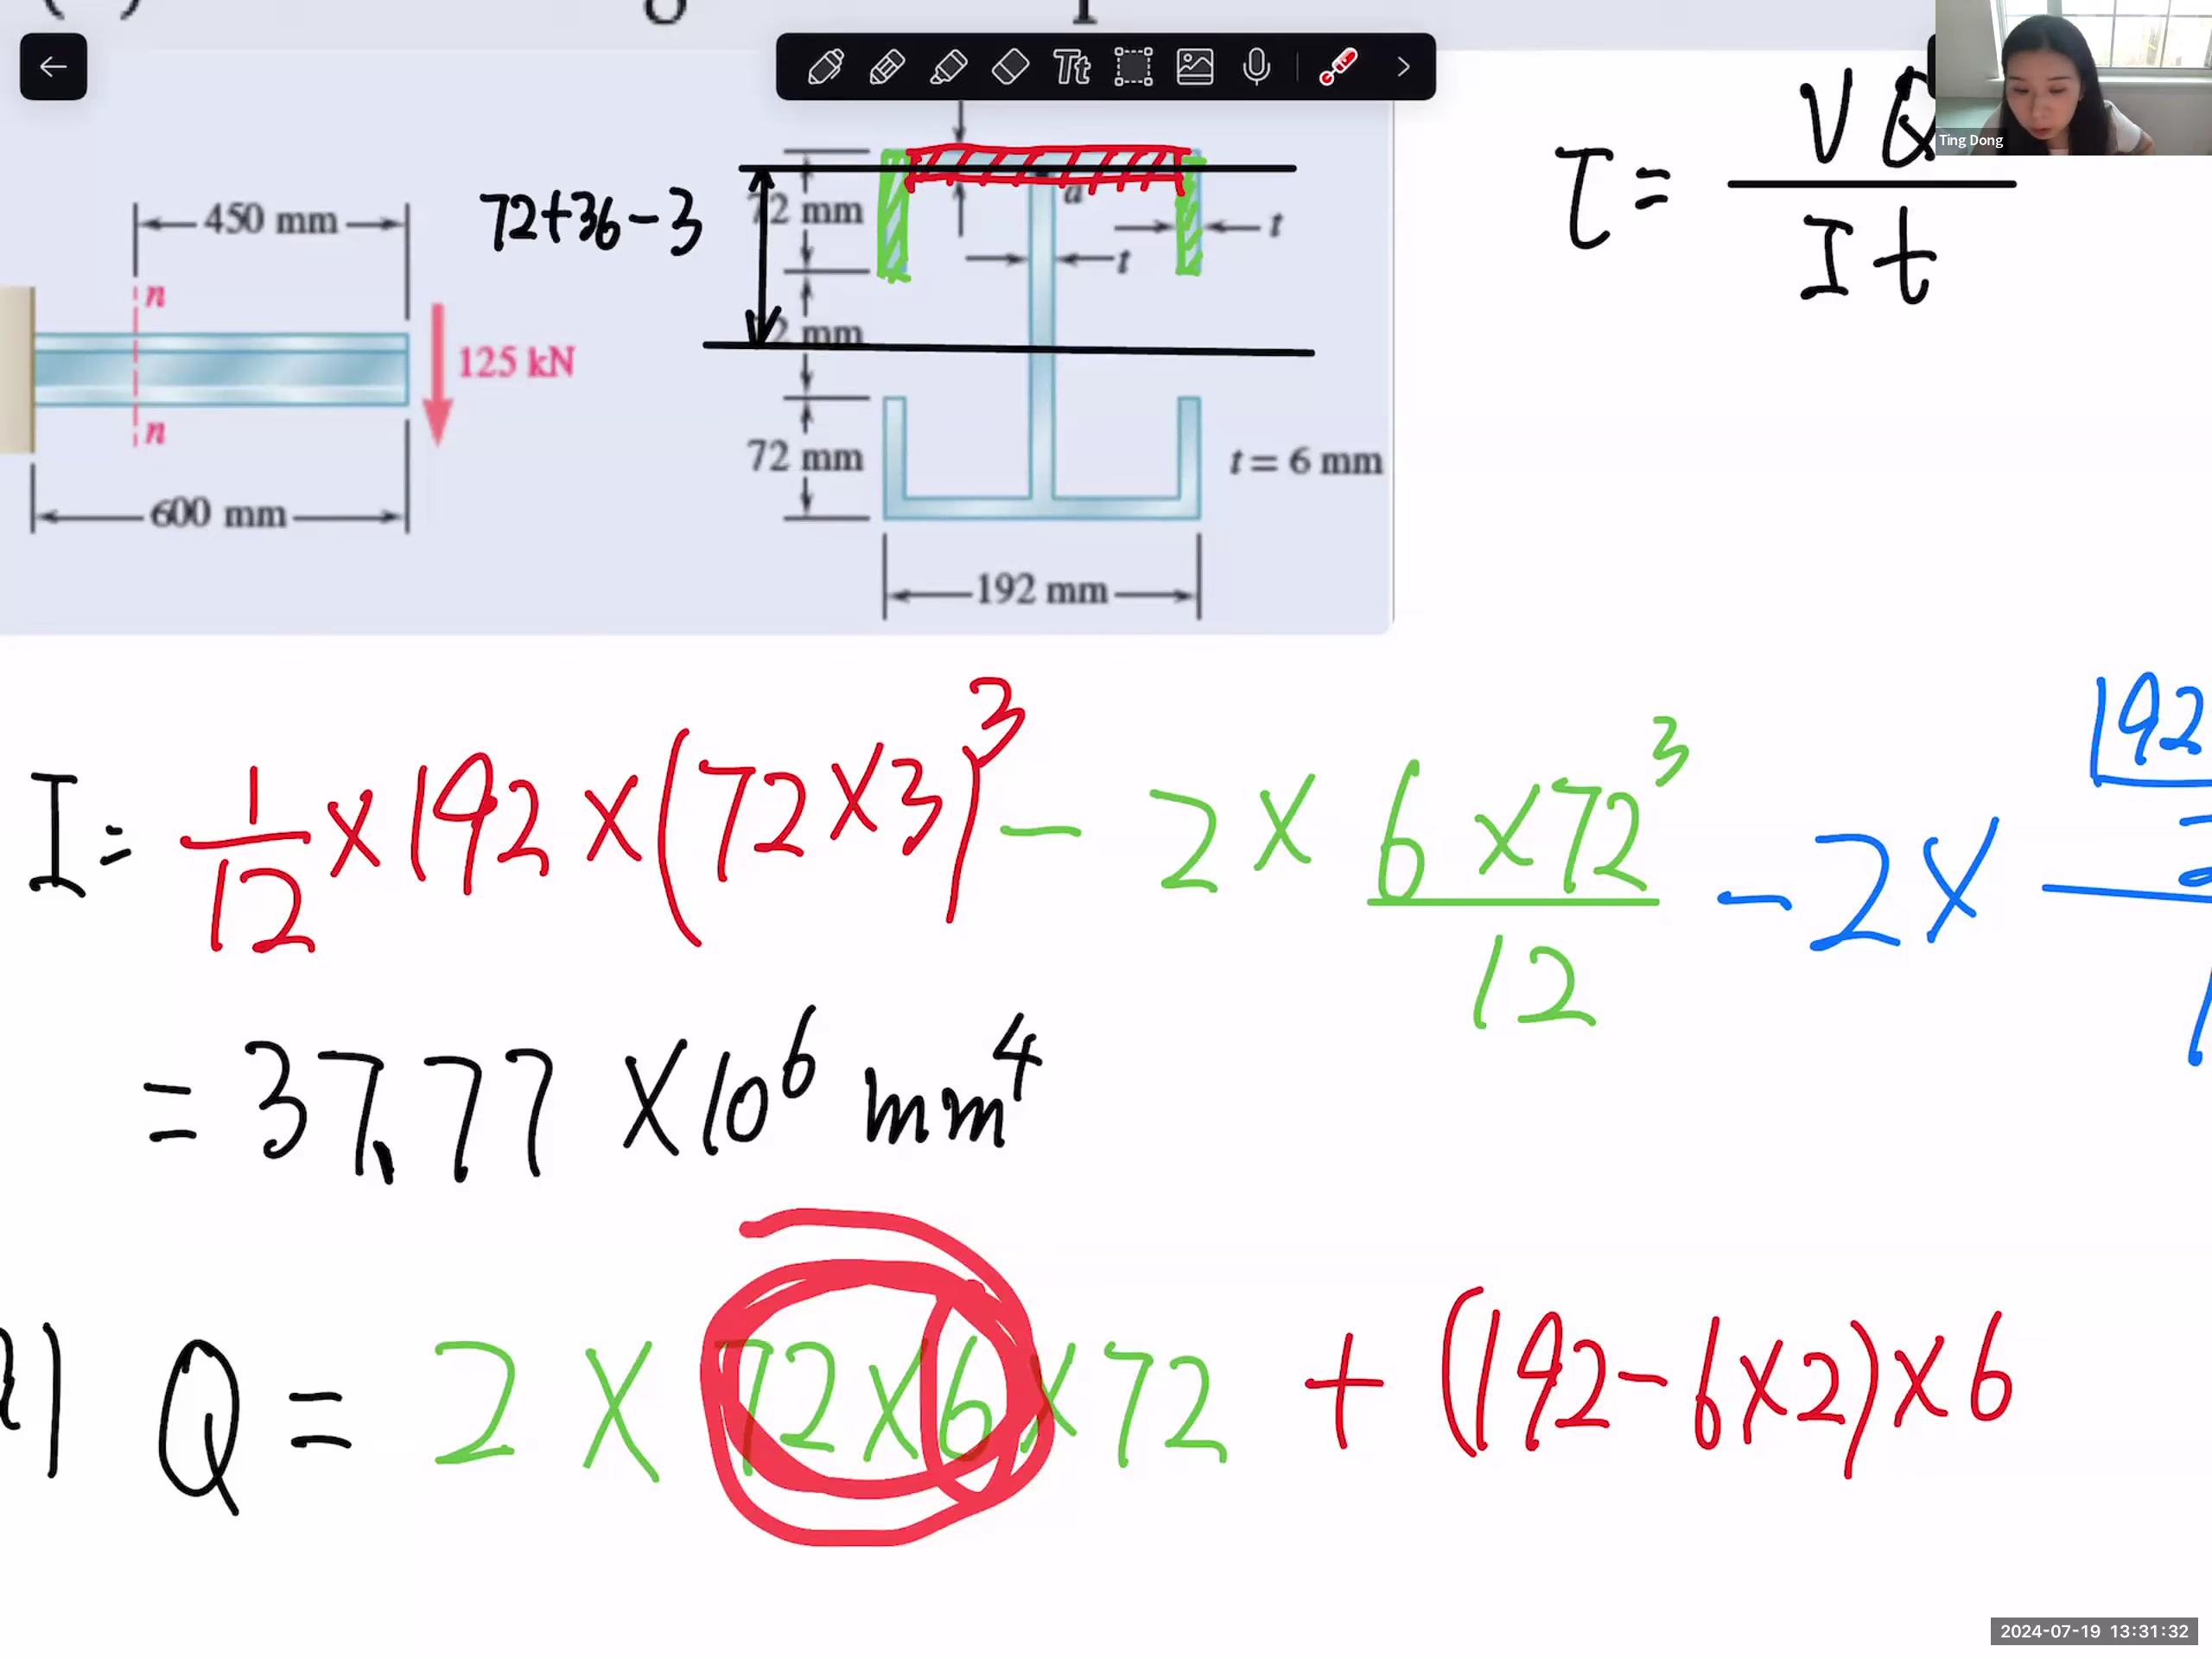 Tt
Ting Dong
450 mm
n
n
125 kN
600 mm
72+36-3
72 mm
a
t
t
72 mm
t = 6 mm
192 mm
τ = VQ / It
I = 1/12 × 192 × (72×3)³ - 2 × 6×72³/12 - 2 × 192
= 37.77 ×10⁶ mm⁴
) Q = 2 × 72×6×72 + (192-6×2)×6
2024-07-19 13:31:32